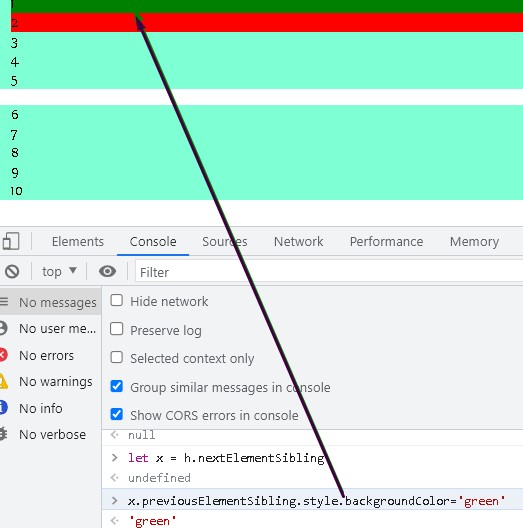 1
2
3
4
5
6
7
8
9
10
Elements Console Sources Network Performance Memory
top ▼ Filter
No messages
No user me...
No errors
No warnings
No info
No verbose
Hide network
Preserve log
Selected context only
Group similar messages in console
Show CORS errors in console
null
let x = h.nextElementSibling
undefined
x.previousElementSibling.style.backgroundColor='green'
'green'